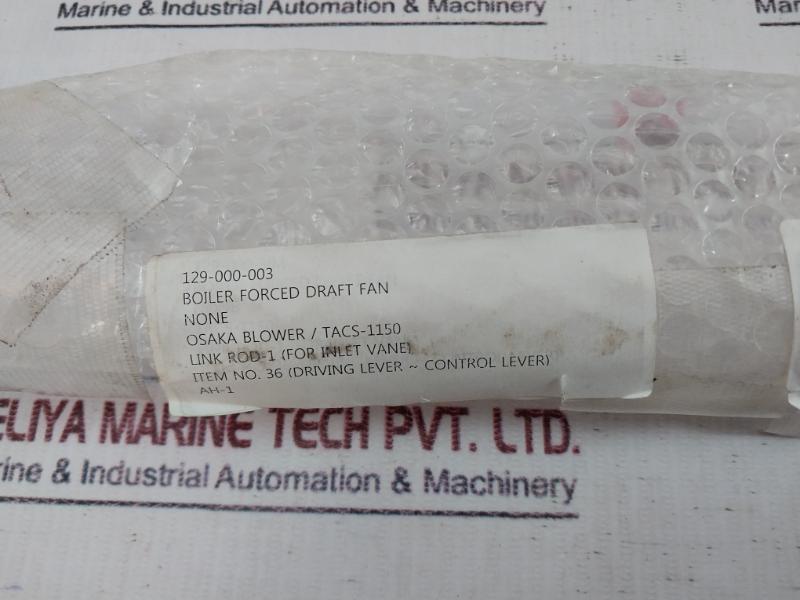 Marine & Industrial Automation & Machinery
Mar
129-000-003
BOILER FORCED DRAFT FAN
NONE
OSAKA BLOWER / TACS-1150
LINK ROD-1 (FOR INLET VANE)
ITEM NO. 36 (DRIVING LEVER ~ CONTROL LEVER)
AH-1
ELIYA MARINE TECH PVT. LTD.
rine & Industrial Automation & Machinery